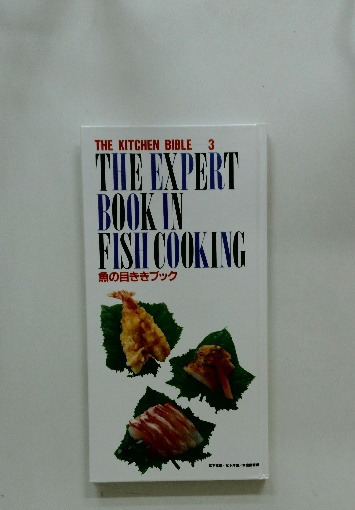 THE KITCHEN BIBLE 3
THE EXPERT
BOOK IN
FISH COOKING
魚の目ききブック